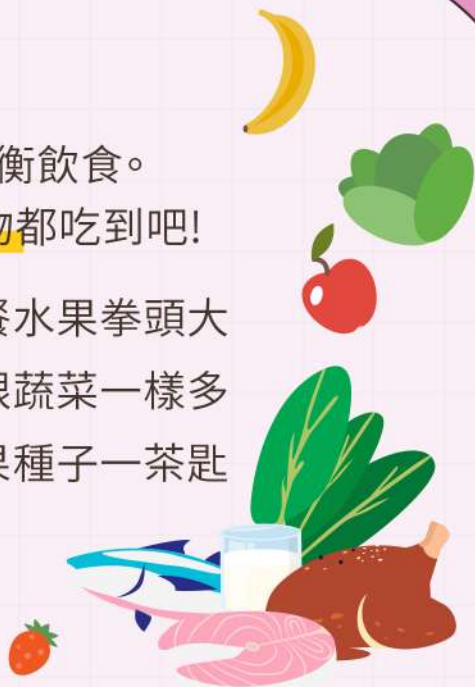 衡飲食。
物都吃到吧!
餐水果拳頭大
跟蔬菜一樣多
果種子一茶匙